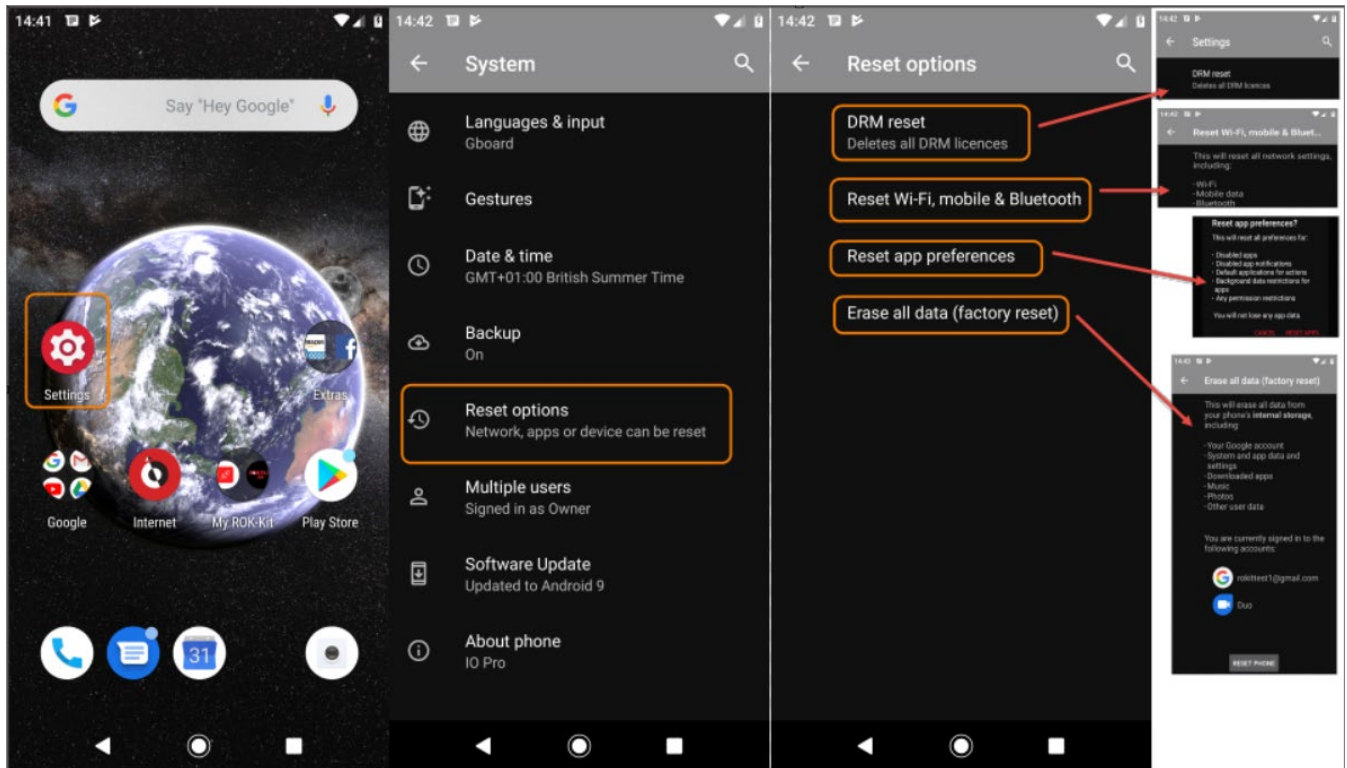 14:41
Say "Hey Google"
Settings
Extras
Google
Internet
My ROK-Kit
Play Store
31
14:42
System
Languages & input
Gboard
Gestures
Date & time
GMT+01:00 British Summer Time
Backup
On
Reset options
Network, apps or device can be reset
Multiple users
Signed in as Owner
Software Update
Updated to Android 9
About phone
IO Pro
14:42
Reset options
DRM reset
Deletes all DRM licences
Reset Wi-Fi, mobile & Bluetooth
Reset app preferences
Erase all data (factory reset)
14:42
Settings
DRM reset
Deletes all DRM licences
14:42
Reset Wi-Fi, mobile & Bluet...
This will reset all network settings,
including:
-Wi-Fi
-Mobile data
-Bluetooth
Reset app preferences?
This will reset all preferences for:
· Disabled apps
· Disabled app notifications
· Default applications for actions
· Background data restrictions for
apps
· Any permission restrictions
You will not lose any app data
CANCEL RESET APPS
14:43
Erase all data (factory reset)
This will erase all data from
your phone's internal storage,
including:
-Your Google account
-System and app data and
settings
-Downloaded apps
-Music
-Photos
-Other user data
You are currently signed in to the
following accounts:
rokittest1@gmail.com
Duo
RESET PHONE